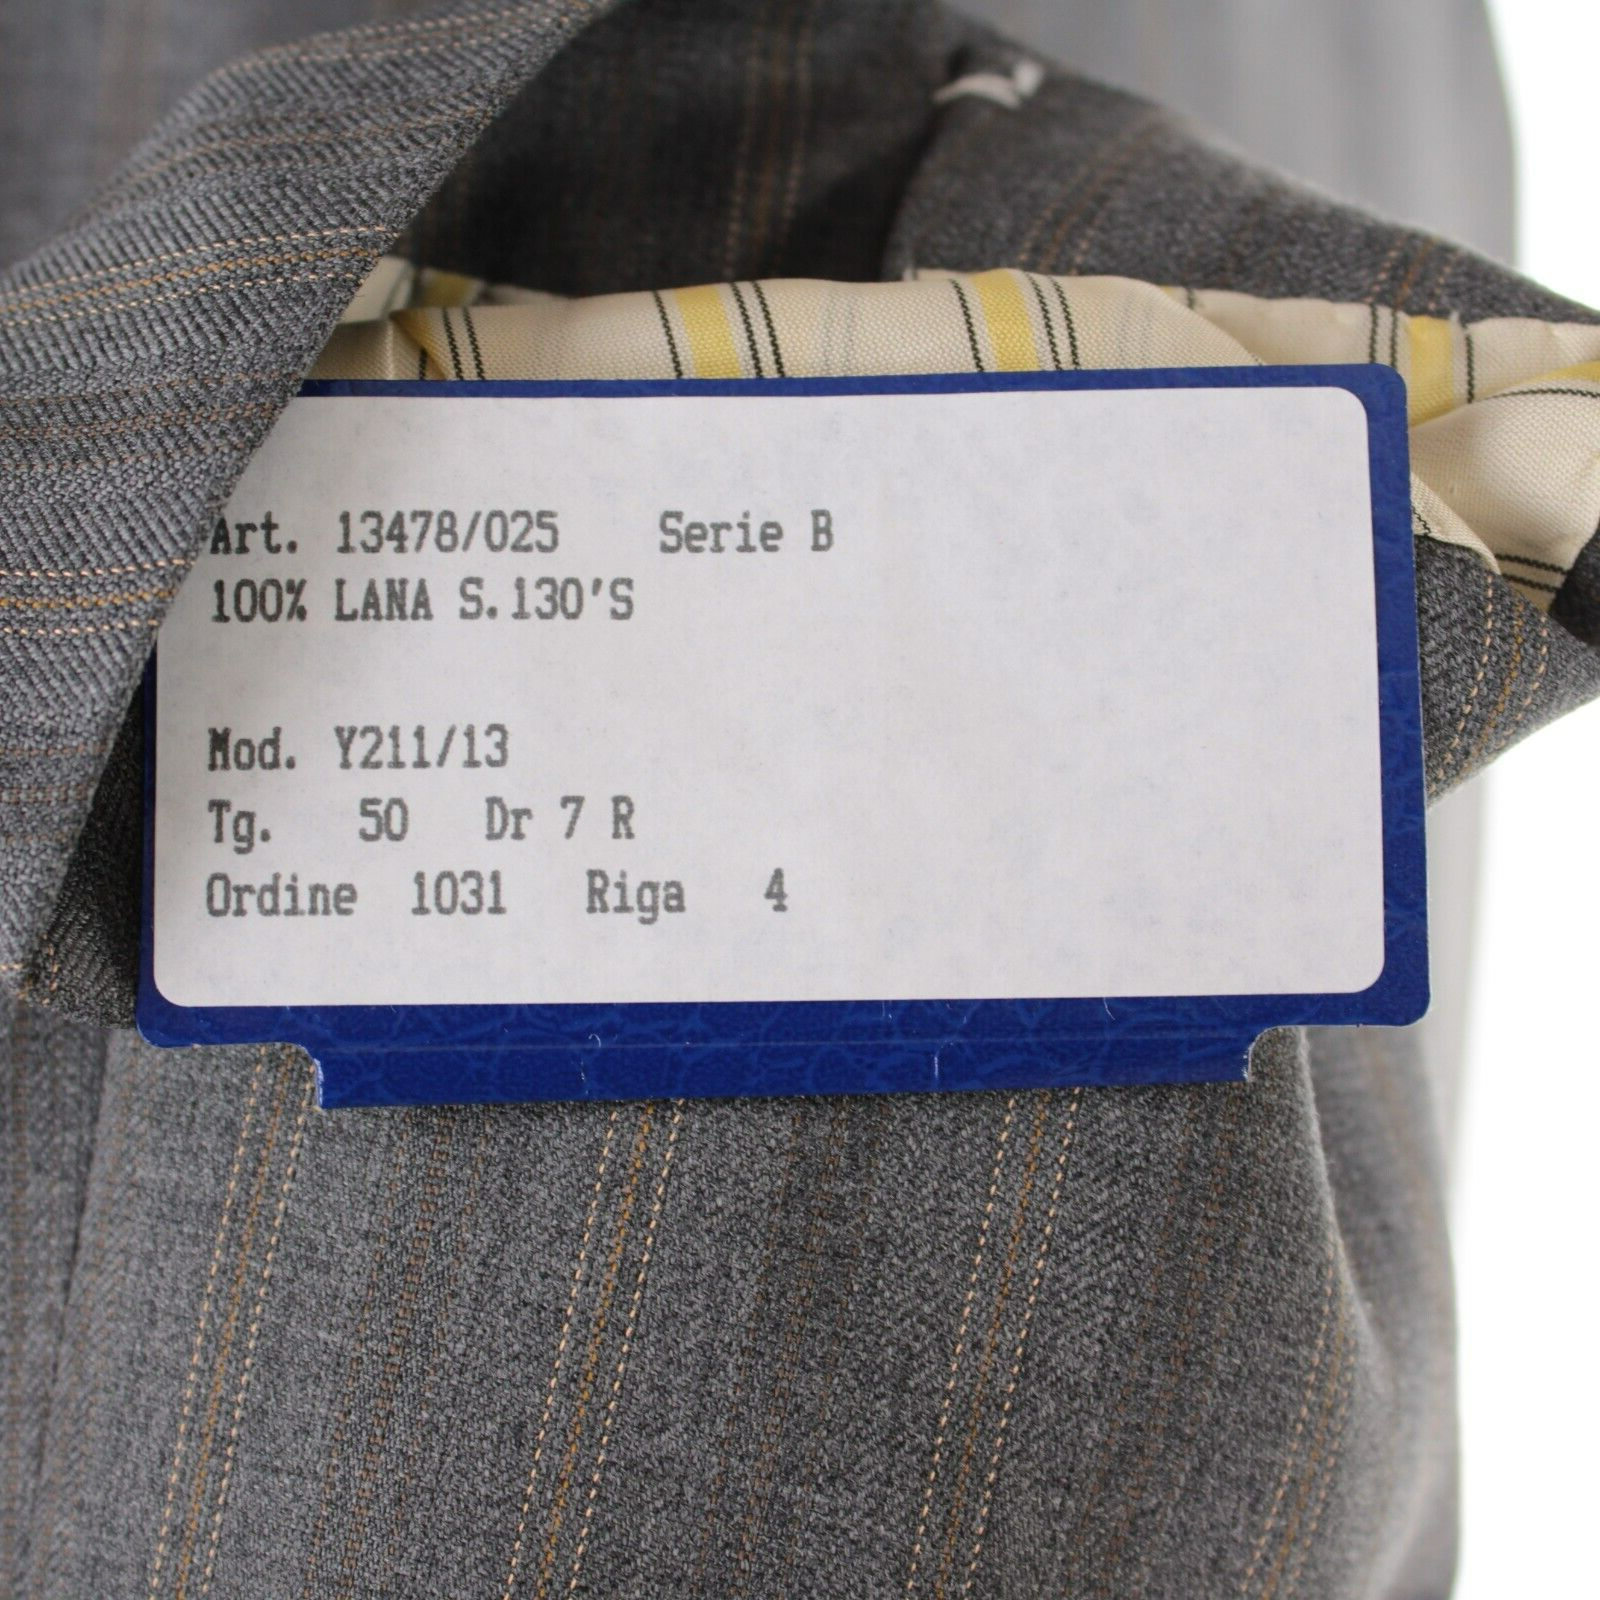 Art. 13478/025 Serie B
100% LANA S.130'S
Mod. Y211/13
Tg. 50 Dr 7 R
Ordine 1031 Riga 4